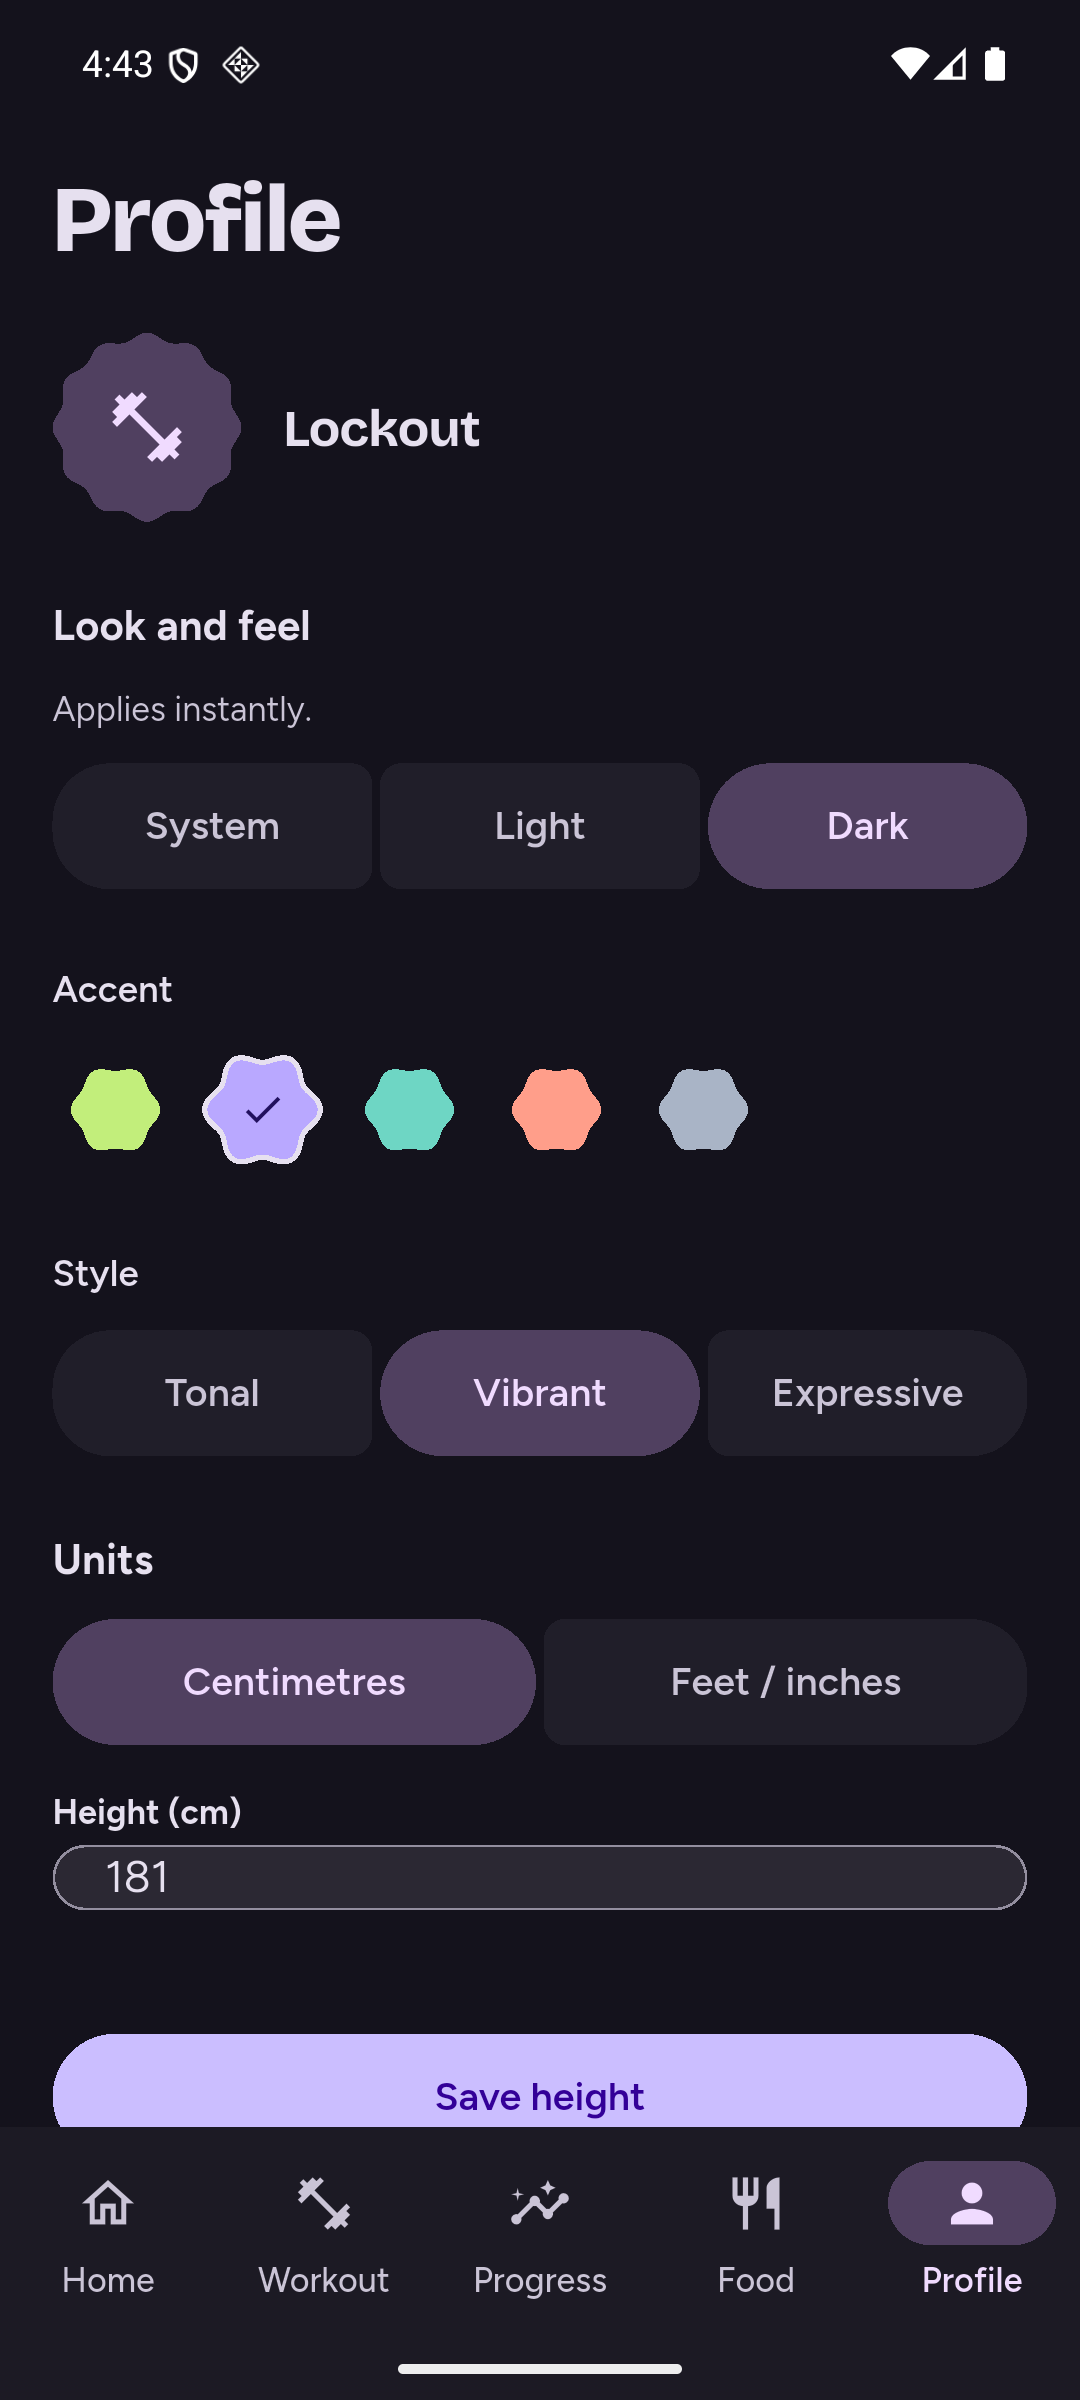 4:43
Profile
Lockout
Look and feel
Applies instantly.
System Light Dark
Accent
Style
Tonal Vibrant Expressive
Units
Centimetres Feet / inches
Height (cm)
181
Save height
Home Workout Progress Food Profile